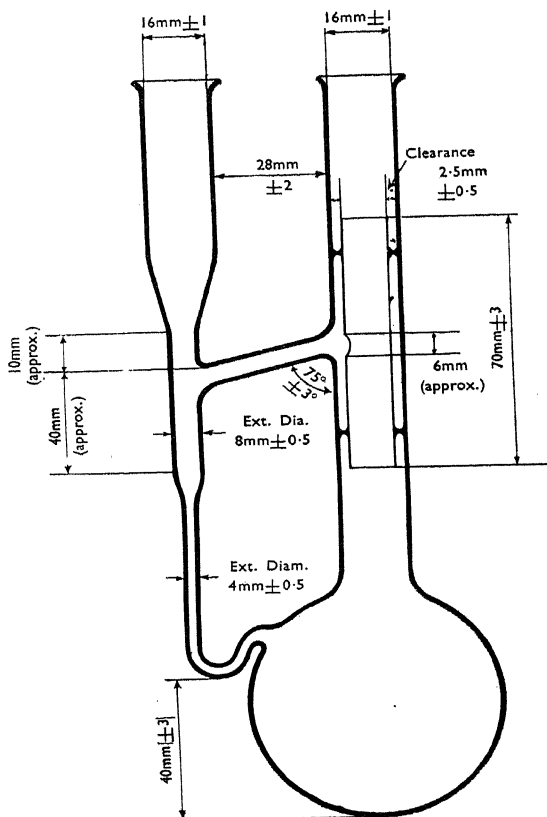 16mm±1
16mm±1
28mm
±2
Clearance
2·5mm
±0·5
10mm
(approx.)
40mm
(approx.)
75°
±3°
6mm
(approx.)
70mm±3
Ext. Dia.
8mm±0·5
Ext. Diam.
4mm±0·5
40mm[±3]